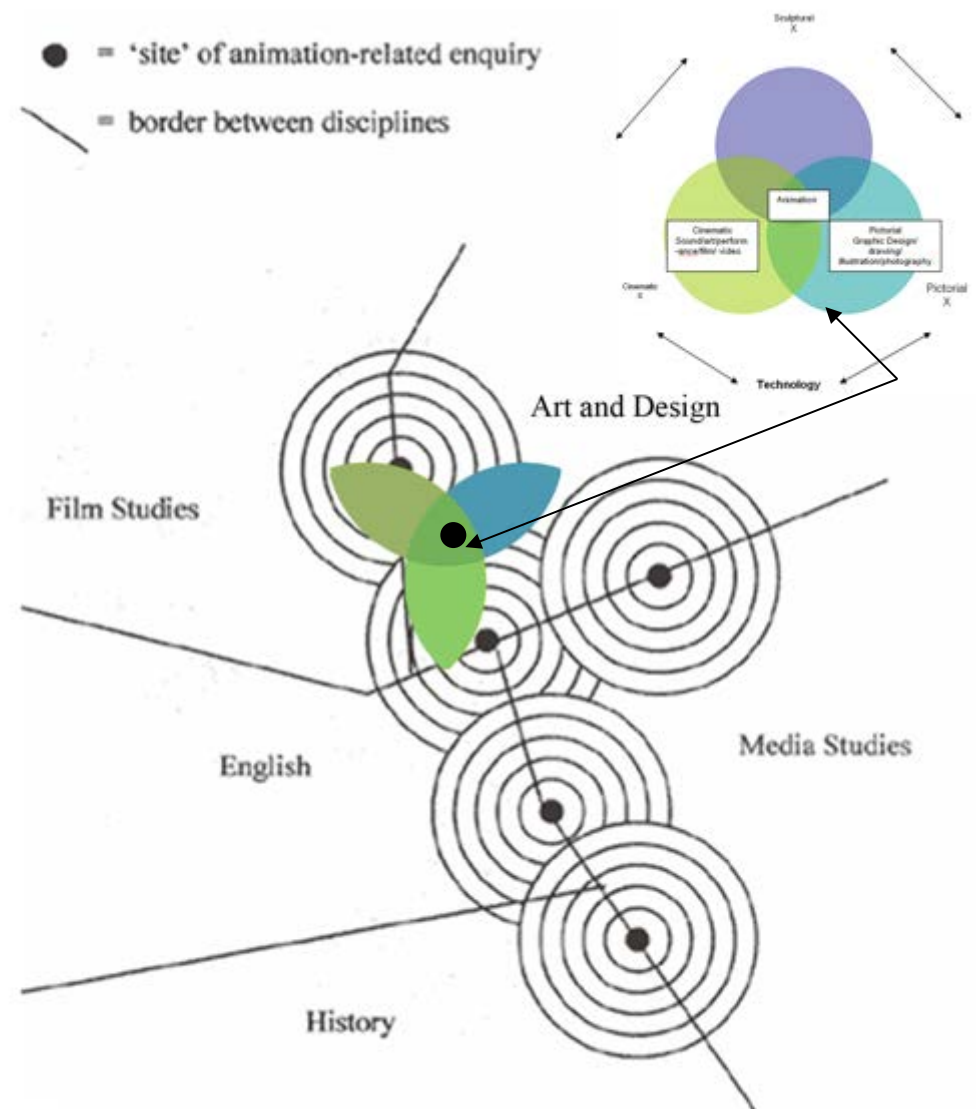 = 'site' of animation-related enquiry
= border between disciplines
Sculptural
X
Animation
Cinematic
Sound/art/perform
-ance/film/ video
Pictorial
Graphic Design/
drawing/
illustration/photography
Cinematic
X
Pictorial
X
Technology
Art and Design
Film Studies
Media Studies
English
History